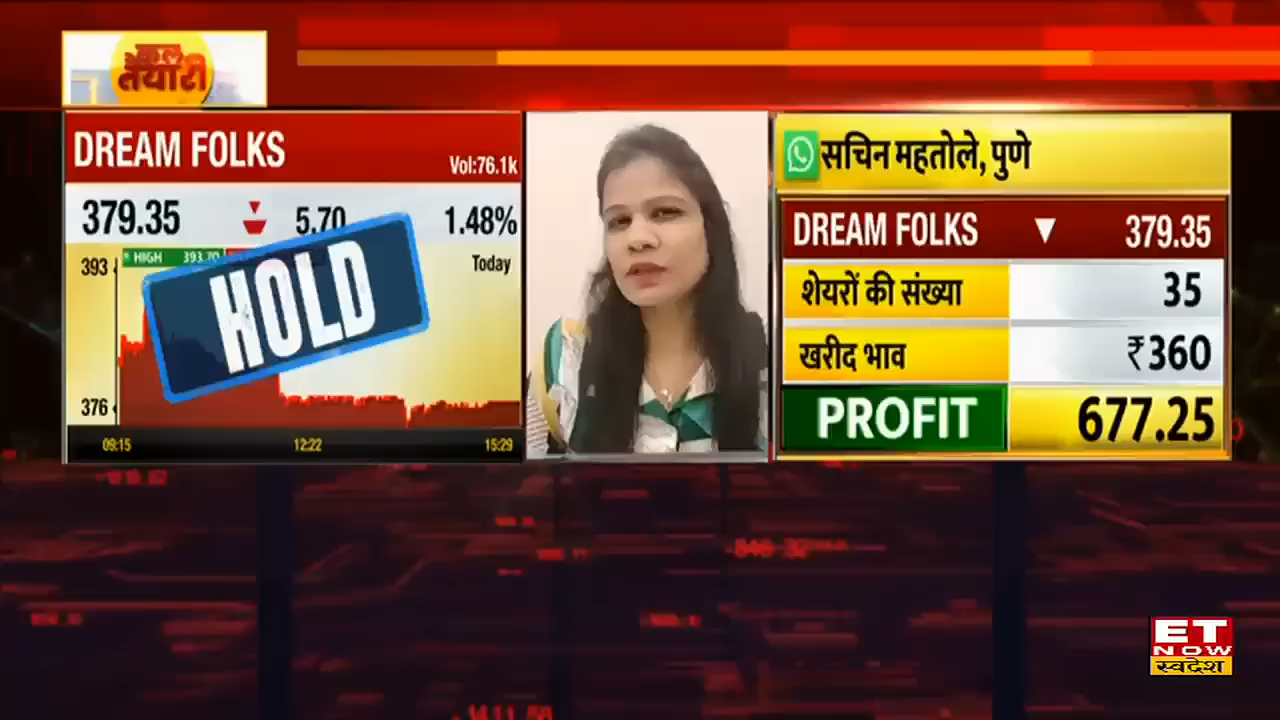 तैयारी
DREAM FOLKS
Vol:76.1k
379.35 5.70 1.48%
393
HIGH 393.70
Today
HOLD
376
09:15 12:22 15:29
सचिन महतोले, पुणे
DREAM FOLKS ▼ 379.35
शेयरों की संख्या 35
खरीद भाव ₹360
PROFIT 677.25
ET
NOW
स्वदेश